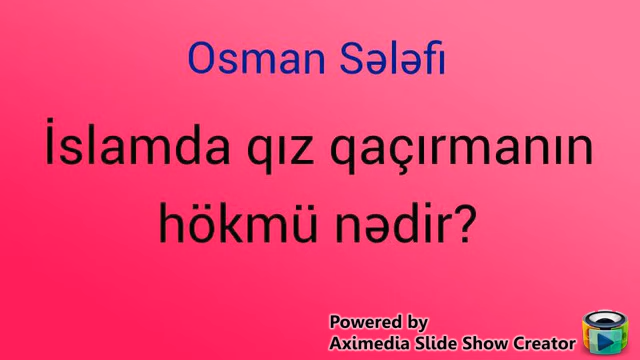 Osman Sələfi
İslamda qız qaçırmanın
hökmü nədir?
Powered by
Aximedia Slide Show Creator